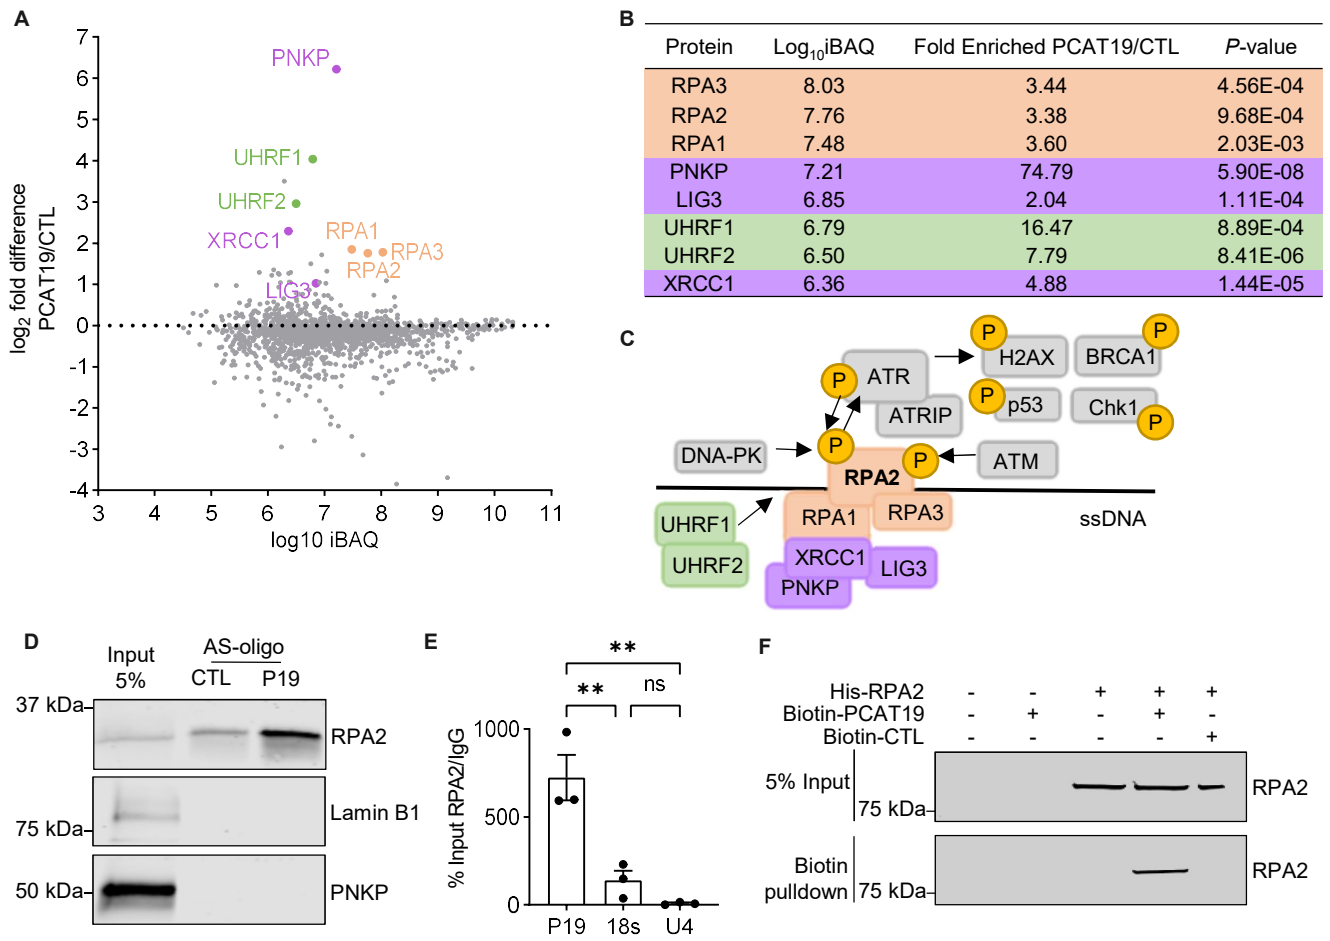 A
log2 fold difference
PCAT19/CTL
7
6
5
4
3
2
1
0
-1
-2
-3
-4
PNKP
UHRF1
UHRF2
XRCC1
RPA1
RPA3
RPA2
LIG3
3 4 5 6 7 8 9 10 11
log10 iBAQ
B
Protein Log10iBAQ Fold Enriched PCAT19/CTL P-value
RPA3 8.03 3.44 4.56E-04
RPA2 7.76 3.38 9.68E-04
RPA1 7.48 3.60 2.03E-03
PNKP 7.21 74.79 5.90E-08
LIG3 6.85 2.04 1.11E-04
UHRF1 6.79 16.47 8.89E-04
UHRF2 6.50 7.79 8.41E-06
XRCC1 6.36 4.88 1.44E-05
C
P P
H2AX BRCA1
P ATR
P p53 Chk1 P
ATRIP
P
DNA-PK P ATM
RPA2
UHRF1 RPA1 RPA3 ssDNA
UHRF2 XRCC1 LIG3
PNKP
D
Input
5%
AS-oligo
CTL P19
37 kDa
RPA2
Lamin B1
75 kDa
50 kDa
PNKP
E
** 
** ns
% Input RPA2/IgG
1000
500
0
P19 18s U4
F
His-RPA2 - - + + +
Biotin-PCAT19 - + - + -
Biotin-CTL - - - - +
5% Input
75 kDa
RPA2
Biotin
pulldown
75 kDa
RPA2